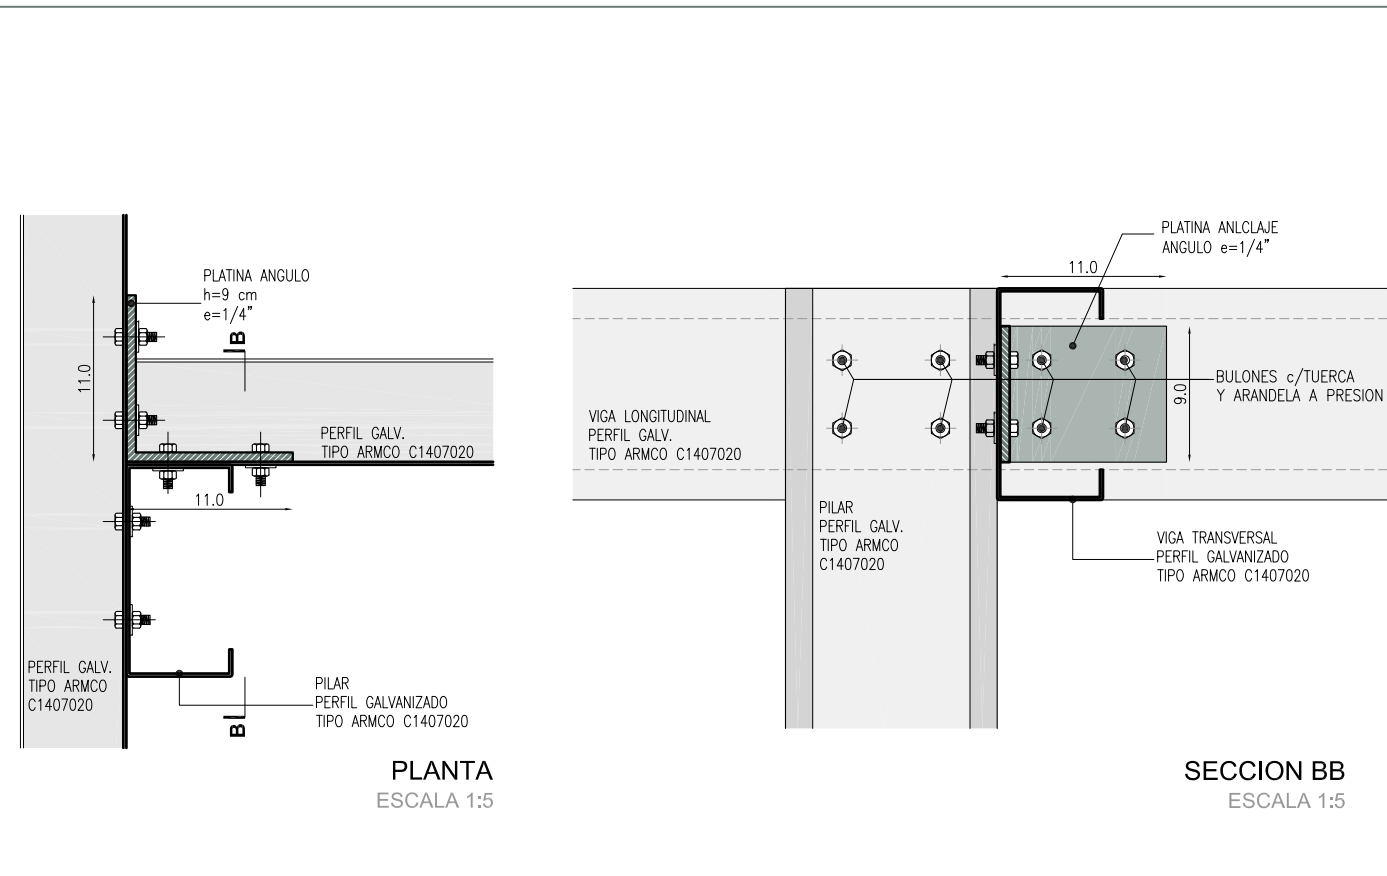 PLATINA ANGULO
h=9 cm
e=1/4"
B
11.0
PERFIL GALV.
TIPO ARMCO C1407020
11.0
PERFIL GALV.
TIPO ARMCO
C1407020
PILAR
PERFIL GALVANIZADO
TIPO ARMCO C1407020
B
PLANTA
ESCALA 1:5
PLATINA ANLCLAJE
ANGULO e=1/4"
11.0
BULONES c/TUERCA
Y ARANDELA A PRESION
9.0
VIGA LONGITUDINAL
PERFIL GALV.
TIPO ARMCO C1407020
PILAR
PERFIL GALV.
TIPO ARMCO
C1407020
VIGA TRANSVERSAL
PERFIL GALVANIZADO
TIPO ARMCO C1407020
SECCION BB
ESCALA 1:5